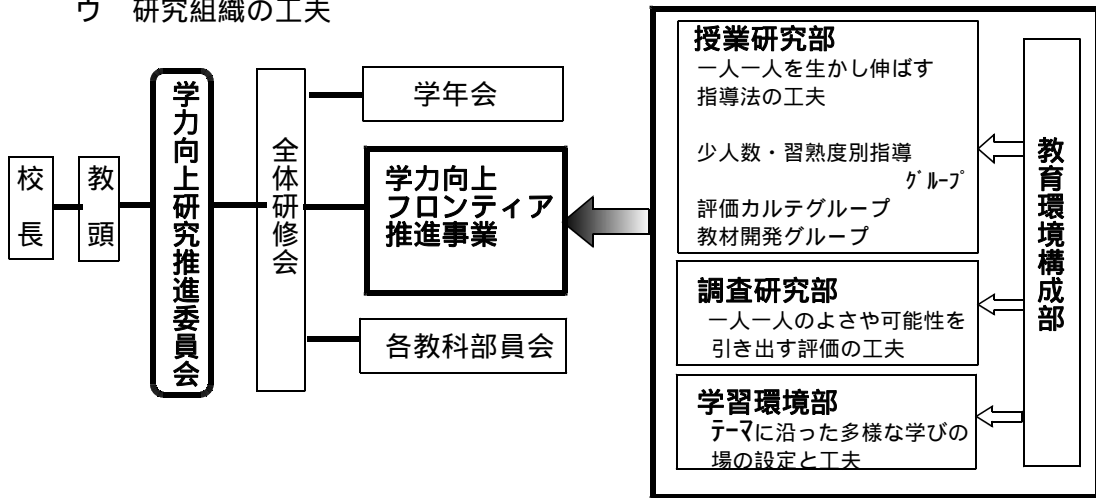 ウ　研究組織の工夫
校長
教頭
学力向上研究推進委員会
全体研修会
学年会
学力向上
フロンティア
推進事業
各教科部員会
授業研究部
一人一人を生かし伸ばす
指導法の工夫
少人数・習熟度別指導
ｸﾞﾙｰﾌﾟ
評価カルテグループ
教材開発グループ
調査研究部
一人一人のよさや可能性を
引き出す評価の工夫
学習環境部
ﾃｰﾏに沿った多様な学びの
場の設定と工夫
教育環境構成部